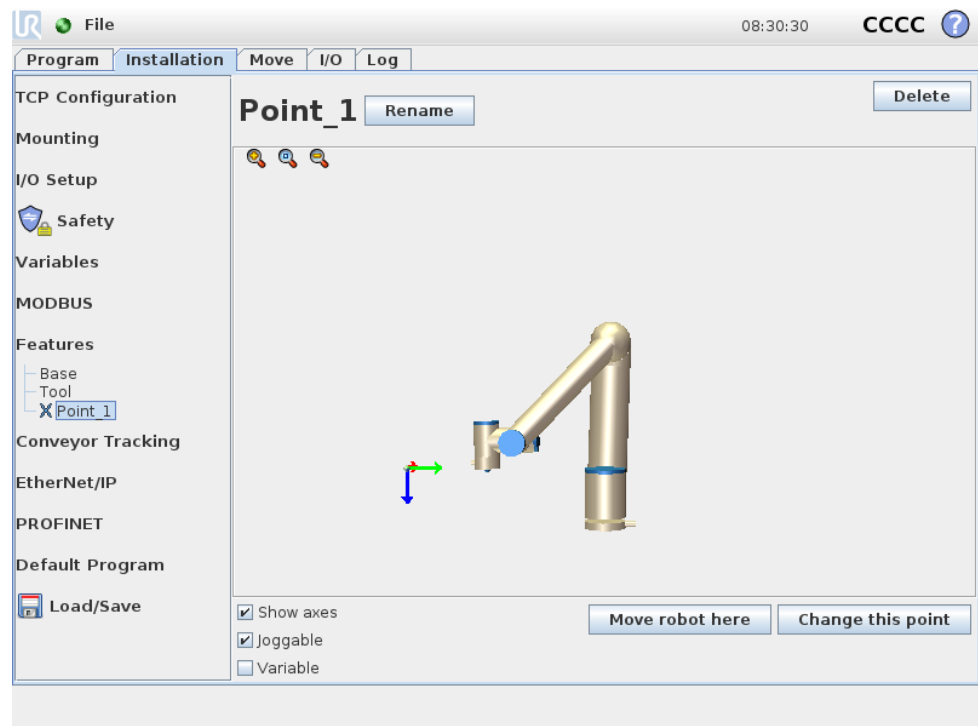 UR File 08:30:30 CCCC ?
Program Installation Move I/O Log
TCP Configuration
Mounting
I/O Setup
Safety
Variables
MODBUS
Features
Base
Tool
Point_1
Conveyor Tracking
EtherNet/IP
PROFINET
Default Program
Load/Save
Point_1 Rename Delete
Show axes
Joggable
Variable
Move robot here Change this point